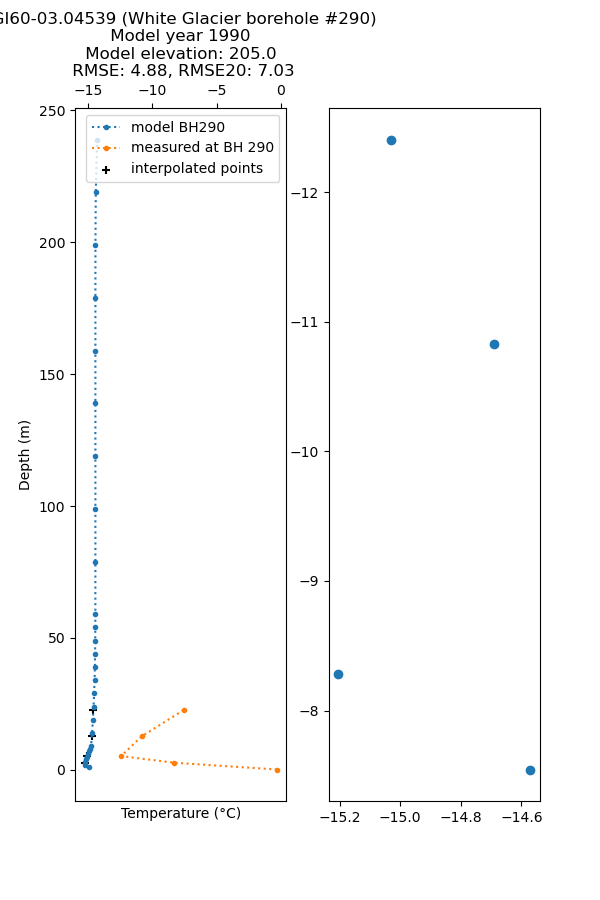 GI60-03.04539 (White Glacier borehole #290)
Model year 1990
Model elevation: 205.0
RMSE: 4.88, RMSE20: 7.03
−15 −10 −5 0
250
200
150
100
50
0
Depth (m)
model BH290
measured at BH 290
interpolated points
Temperature (°C)
−12
−11
−10
−9
−8
−15.2 −15.0 −14.8 −14.6